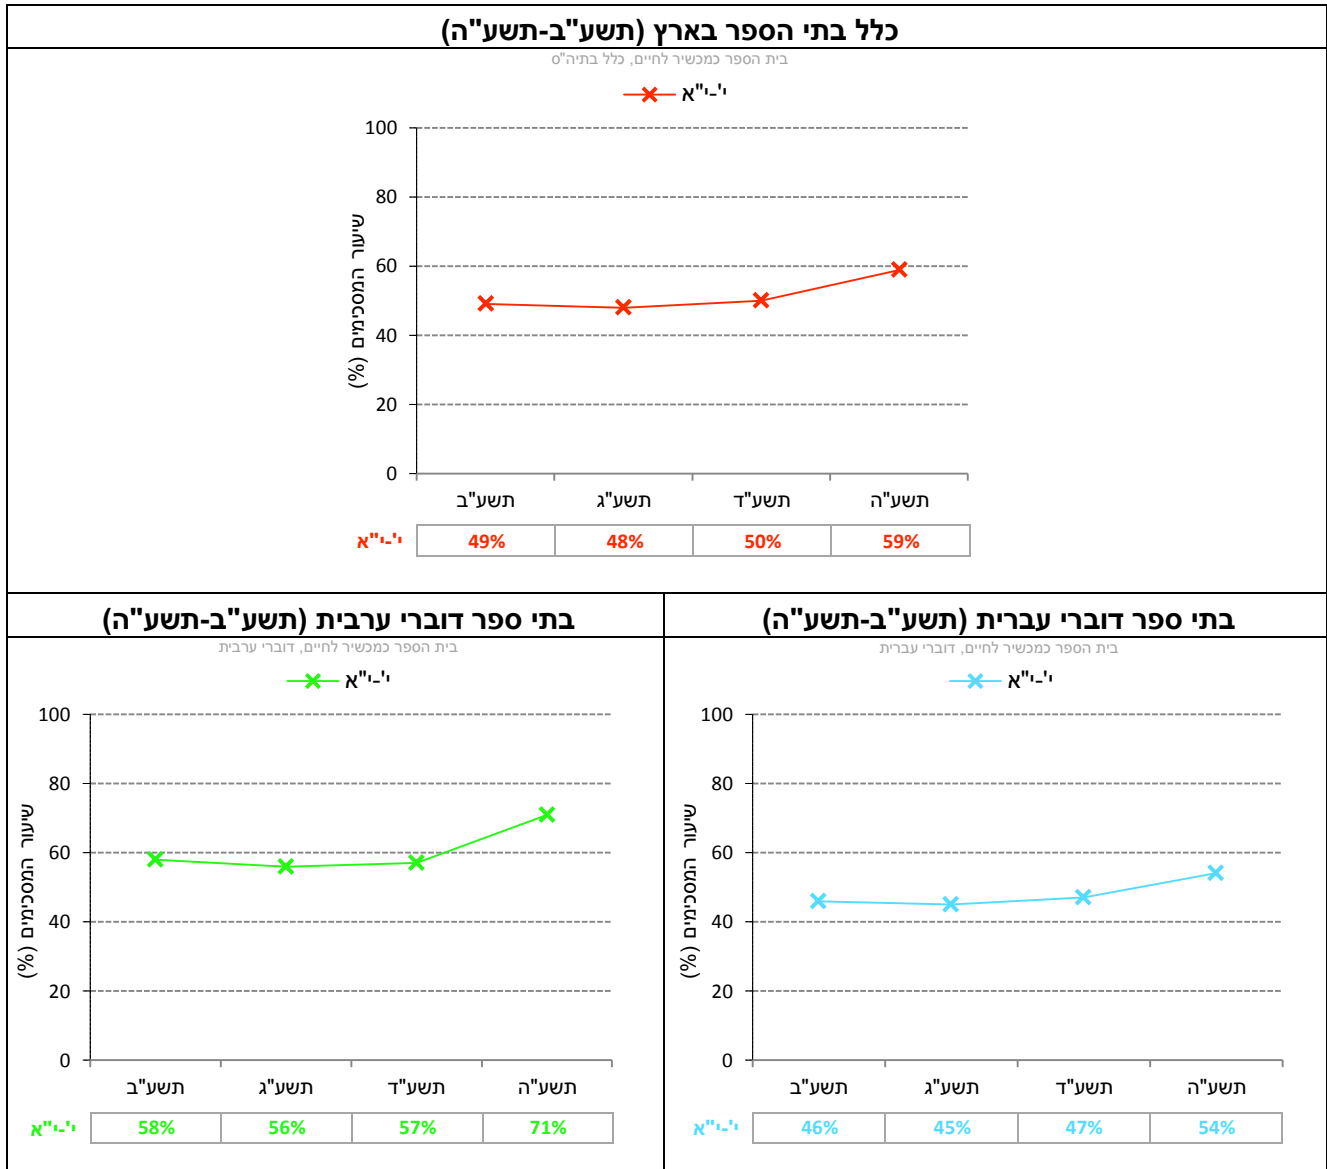 כלל בתי הספר בארץ (תשע"ב-תשע"ה)
בית הספר כמכשיר לחיים, כלל בתיה"ס
י'-י"א
שיעור המסכימים (%)
100
80
60
40
20
0
תשע"ב תשע"ג תשע"ד תשע"ה
י'-י"א 49% 48% 50% 59%
בתי ספר דוברי עברית (תשע"ב-תשע"ה)
בית הספר כמכשיר לחיים, דוברי עברית
י'-י"א
שיעור המסכימים (%)
100
80
60
40
20
0
תשע"ב תשע"ג תשע"ד תשע"ה
י'-י"א 46% 45% 47% 54%
בתי ספר דוברי ערבית (תשע"ב-תשע"ה)
בית הספר כמכשיר לחיים, דוברי ערבית
י'-י"א
שיעור המסכימים (%)
100
80
60
40
20
0
תשע"ב תשע"ג תשע"ד תשע"ה
י'-י"א 58% 56% 57% 71%